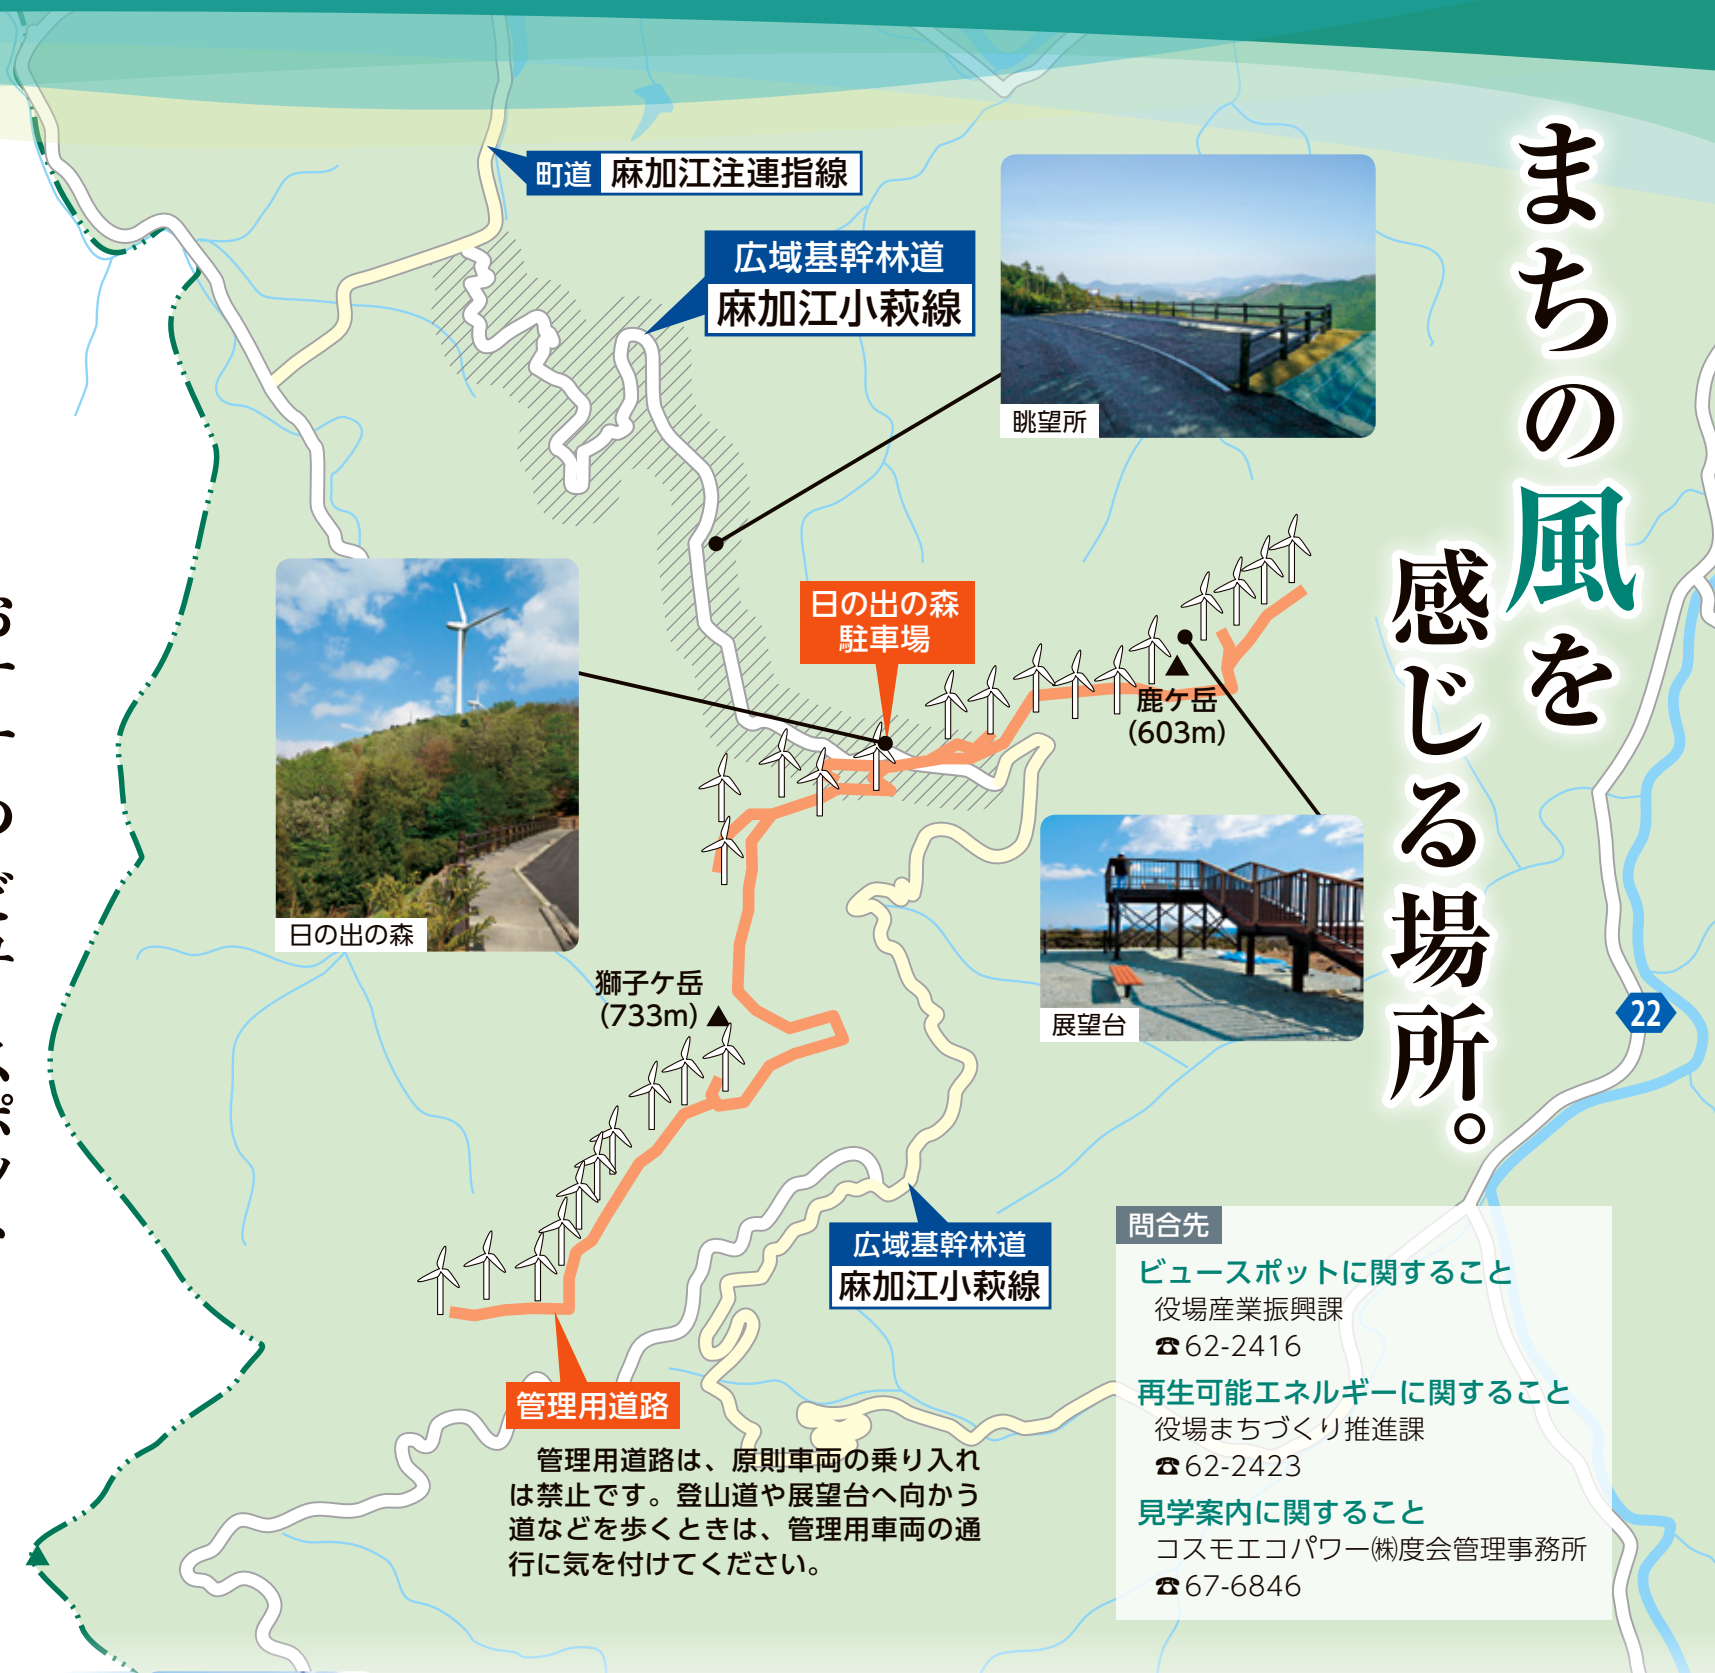 まちの風を
感じる場所。
町道 麻加江注連指線
広域基幹林道
麻加江小萩線
眺望所
日の出の森
駐車場
鹿ケ岳
(603m)
日の出の森
展望台
獅子ケ岳
(733m)
22
広域基幹林道
麻加江小萩線
管理用道路
管理用道路は、原則車両の乗り入れ
は禁止です。登山道や展望台へ向かう
道などを歩くときは、管理用車両の通
行に気を付けてください。
問合先
ビュースポットに関すること
役場産業振興課
☎62-2416
再生可能エネルギーに関すること
役場まちづくり推進課
☎62-2423
見学案内に関すること
コスモエコパワー㈱度会管理事務所
☎67-6846